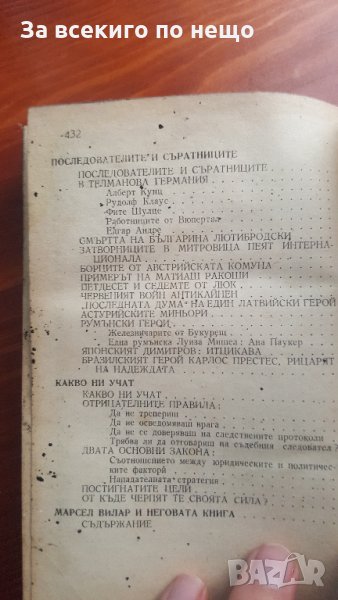 За всекиго по нещо
432
ПОСЛЕДОВАТЕЛИТЕ И СЪРАТНИЦИТЕ
ПОСЛЕДОВАТЕЛИТЕ И СЪРАТНИЦИТЕ
В ТЕЛМАНОВА ГЕРМАНИЯ
Алберт Кунц
Рудолф Клаус
Фите Шулце
Работниците от Вюпертал
Едгар Андре
СМЪРТТА НА БЪЛГАРИНА ЛЮТИБРОДСКИ
ЗАТВОРНИЦИТЕ В МИТРОВИЦА ПЕЯТ ИНТЕРНА-
ЦИОНАЛА
БОРЦИТЕ ОТ АВСТРИЙСКАТА КОМУНА
ПРИМЕРЪТ НА МАТИАШ РАКОШИ
ПЕТДЕСЕТ И СЕДЕМТЕ ОТ ЛЮК
ЧЕРВЕНИЯТ ВОЙН АНТИКАЙНЕН
„ПОСЛЕДНАТА ДУМА" НА ЕДИН ЛАТВИЙСКИ ГЕРОЙ
АСТУРИЙСКИТЕ МИНЬОРИ
РУМЪНСКИ ГЕРОИ
Железничарите от Букурещ
Една румънска Луиза Мишел: Ана Паукер
ЯПОНСКИЯТ ДИМИТРОВ: ИТЦИКАВА
БРАЗИЛСКИЯТ ГЕРОЙ КАРЛОС ПРЕСТЕС, РИЦАРЯТ
НА НАДЕЖДАТА
КАКВО НИ УЧАТ
КАКВО НИ УЧАТ
ОТРИЦАТЕЛНИТЕ ПРАВИЛА:
Да не треперим
Да не осведомяваш врага
Да не се доверяваш на следствените протоколи
Трябва ли да отговаряш на съдебния следовател
ДВАТА ОСНОВНИ ЗАКОНА:
Съотношението между юридическите и политичес-
ките фактори
Нападателната стратегия
ПОСТИГНАТИТЕ ЦЕЛИ
ОТ КЪДЕ ЧЕРПЯТ ТЕ СВОЯТА СИЛА?
МАРСЕЛ ВИЛАР И НЕГОВАТА КНИГА
СЪДЪРЖАНИЕ
BAZAR